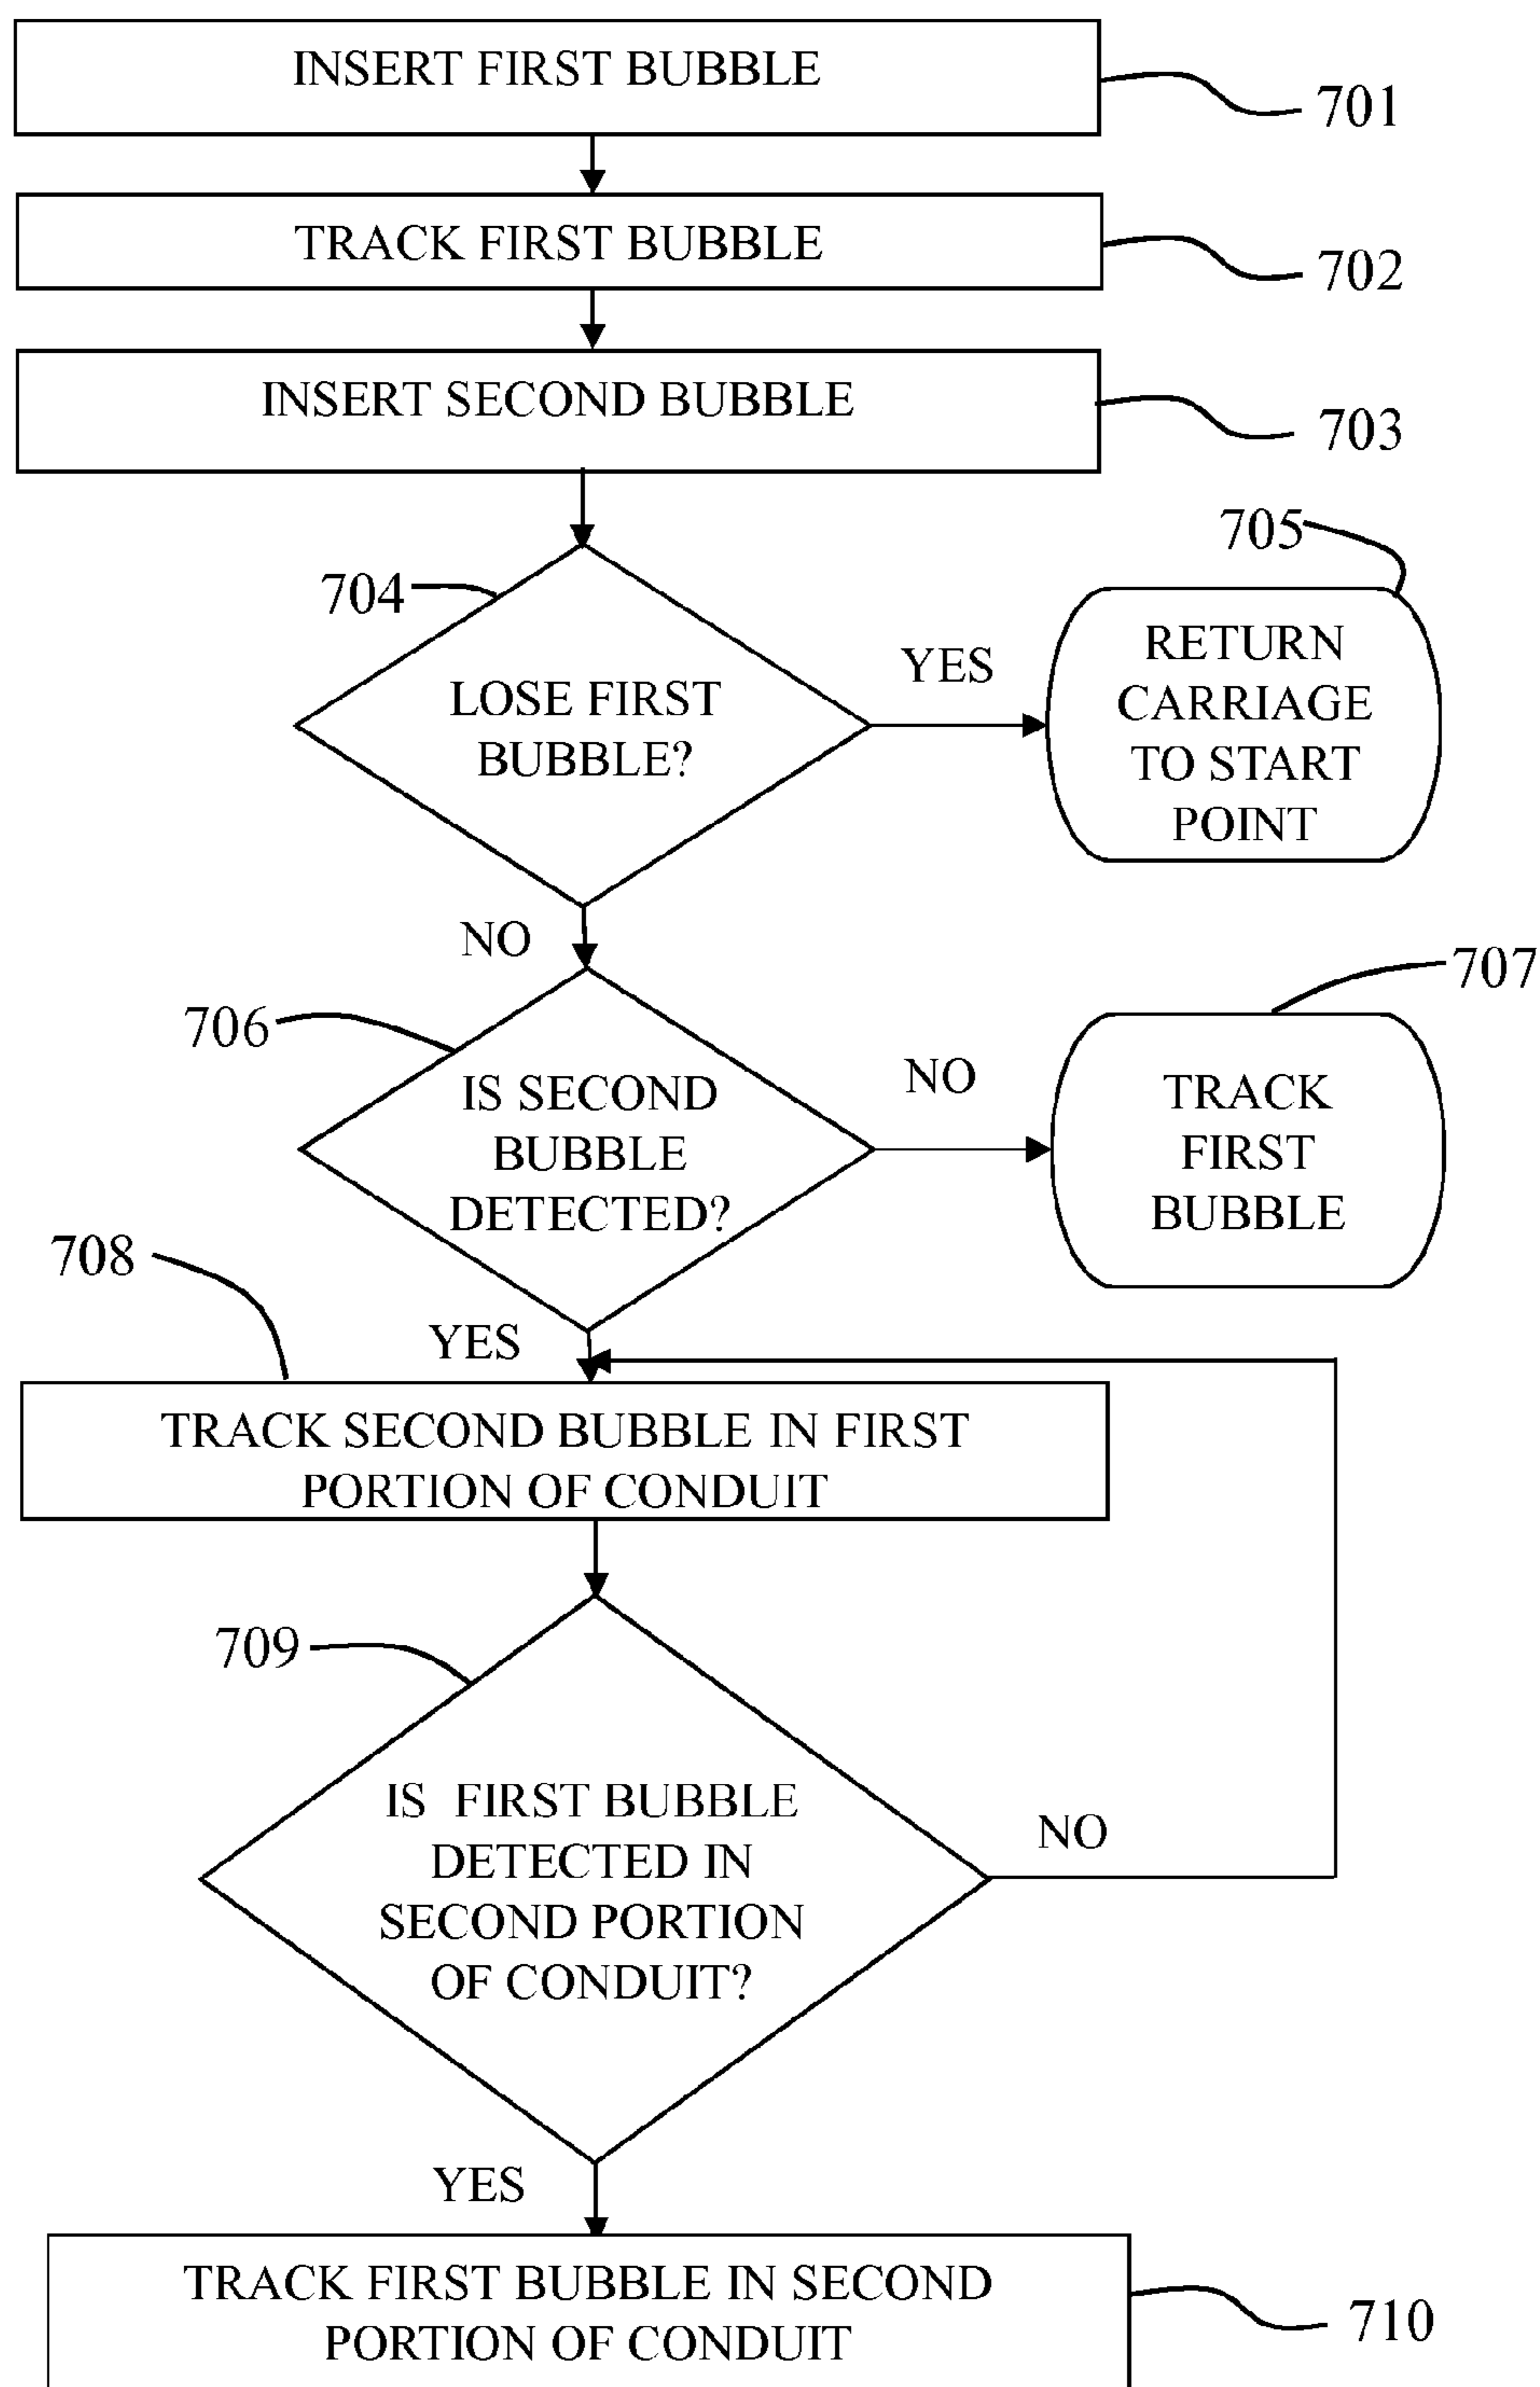 INSERT FIRST BUBBLE
701
TRACK FIRST BUBBLE
702
INSERT SECOND BUBBLE
703
705
704
LOSE FIRST
BUBBLE?
YES
RETURN
CARRIAGE
TO START
POINT
NO
707
706
IS SECOND
BUBBLE
DETECTED?
NO
TRACK
FIRST
BUBBLE
708
YES
TRACK SECOND BUBBLE IN FIRST
PORTION OF CONDUIT
709
IS FIRST BUBBLE
DETECTED IN
SECOND PORTION
OF CONDUIT?
NO
YES
TRACK FIRST BUBBLE IN SECOND
PORTION OF CONDUIT
710